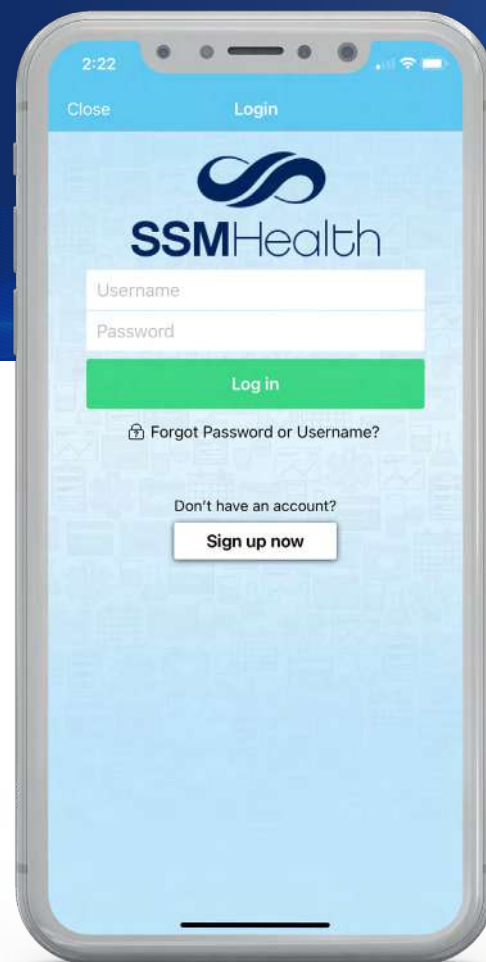 2:22
Close Login
SSMHealth
Username
Password
Log in
Forgot Password or Username?
Don't have an account?
Sign up now